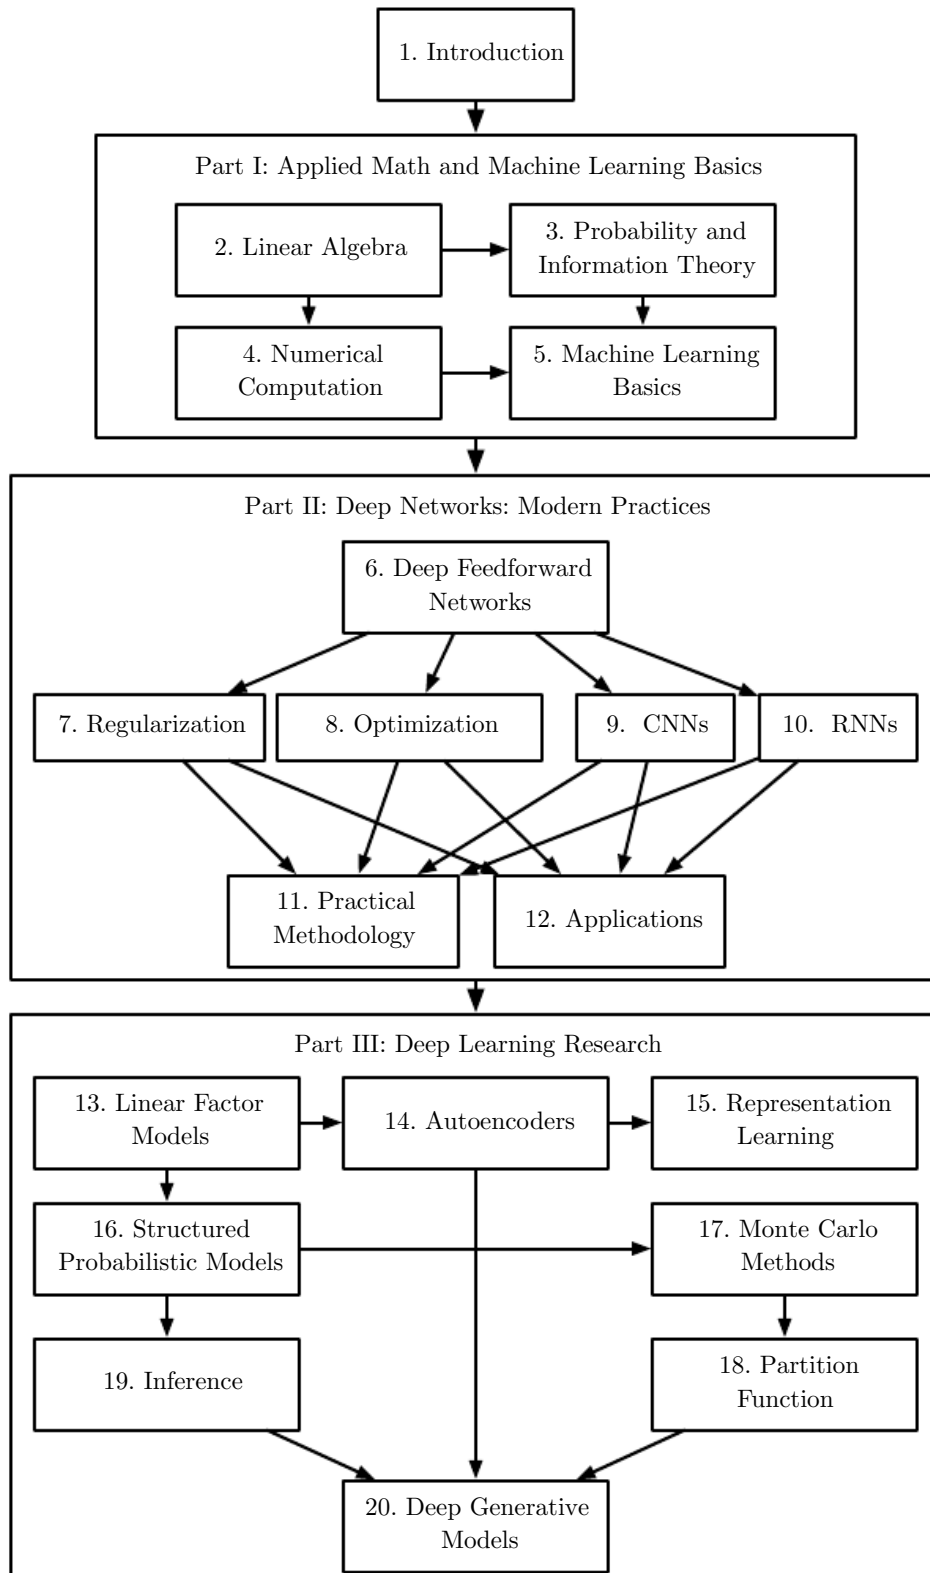 1. Introduction
Part I: Applied Math and Machine Learning Basics
2. Linear Algebra
3. Probability and
Information Theory
4. Numerical
Computation
5. Machine Learning
Basics
Part II: Deep Networks: Modern Practices
6. Deep Feedforward
Networks
7. Regularization
8. Optimization
9. CNNs
10. RNNs
11. Practical
Methodology
12. Applications
Part III: Deep Learning Research
13. Linear Factor
Models
14. Autoencoders
15. Representation
Learning
16. Structured
Probabilistic Models
17. Monte Carlo
Methods
19. Inference
18. Partition
Function
20. Deep Generative
Models